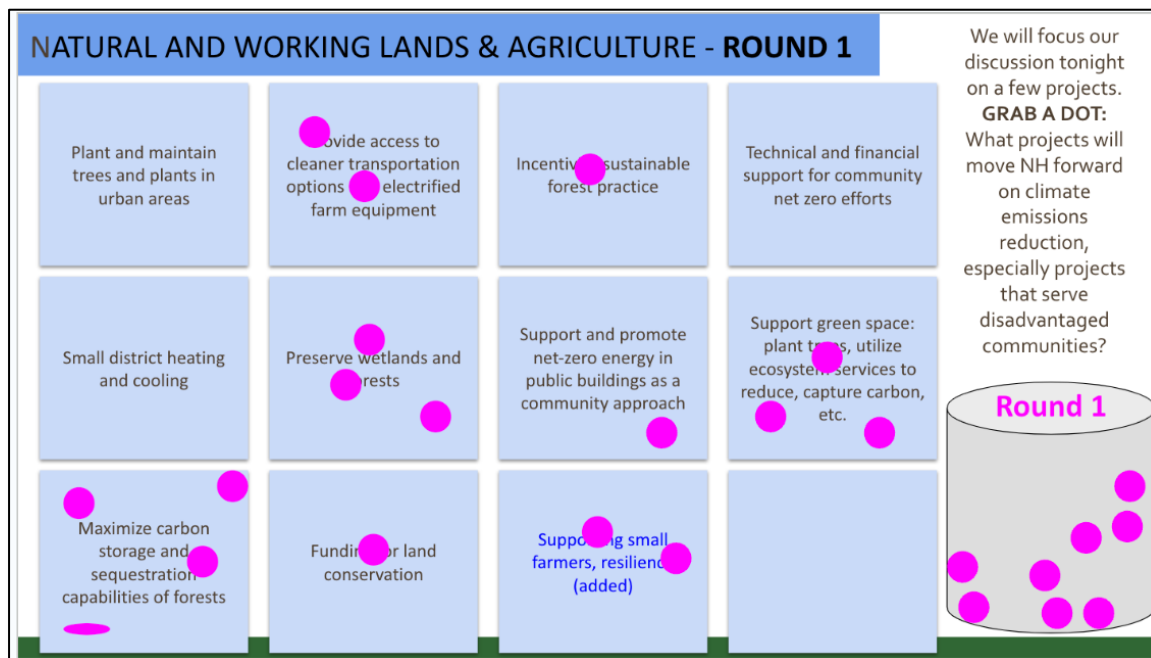 NATURAL AND WORKING LANDS & AGRICULTURE - ROUND 1
We will focus our
discussion tonight
on a few projects.
GRAB A DOT:
What projects will
move NH forward
on climate
emissions
reduction,
especially projects
that serve
disadvantaged
communities?
Plant and maintain
trees and plants in
urban areas
access to
cleaner transportation
options electrified
farm equipment
sustainable
forest practice
Technical and financial
support for community
net zero efforts
Small district heating
and cooling
Preserve wetlands and
Support and promote
net-zero energy in
public buildings as a
community approach
Support green space:
plant utilize
ecosystem services to
reduce, capture carbon,
etc.
Maximize carbon
storage and
sequestration
capabilities of forests
land
conservation
small
farmers,
(added)
Round 1